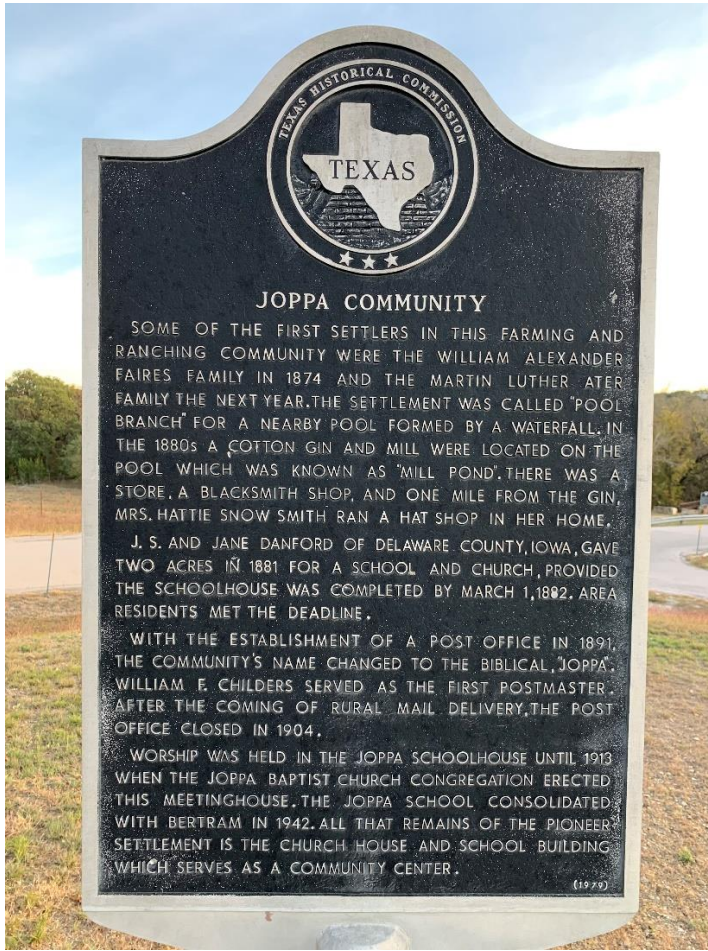 TEXAS HISTORICAL COMMISSION
TEXAS
JOPPA COMMUNITY
SOME OF THE FIRST SETTLERS IN THIS FARMING AND
RANCHING COMMUNITY WERE THE WILLIAM ALEXANDER
FAIRES FAMILY IN 1874 AND THE MARTIN LUTHER ATER
FAMILY THE NEXT YEAR. THE SETTLEMENT WAS CALLED "POOL
BRANCH" FOR A NEARBY POOL FORMED BY A WATERFALL. IN
THE 1880s A COTTON GIN AND MILL WERE LOCATED ON THE
POOL WHICH WAS KNOWN AS "MILL POND". THERE WAS A
STORE, A BLACKSMITH SHOP, AND ONE MILE FROM THE GIN,
MRS. HATTIE SNOW SMITH RAN A HAT SHOP IN HER HOME.
J. S. AND JANE DANFORD OF DELAWARE COUNTY, IOWA, GAVE
TWO ACRES IN 1881 FOR A SCHOOL AND CHURCH, PROVIDED
THE SCHOOLHOUSE WAS COMPLETED BY MARCH 1, 1882. AREA
RESIDENTS MET THE DEADLINE.
WITH THE ESTABLISHMENT OF A POST OFFICE IN 1891,
THE COMMUNITY'S NAME CHANGED TO THE BIBLICAL, "JOPPA".
WILLIAM F. CHILDERS SERVED AS THE FIRST POSTMASTER.
AFTER THE COMING OF RURAL MAIL DELIVERY, THE POST
OFFICE CLOSED IN 1904.
WORSHIP WAS HELD IN THE JOPPA SCHOOLHOUSE UNTIL 1913
WHEN THE JOPPA BAPTIST CHURCH CONGREGATION ERECTED
THIS MEETINGHOUSE. THE JOPPA SCHOOL CONSOLIDATED
WITH BERTRAM IN 1942. ALL THAT REMAINS OF THE PIONEER
SETTLEMENT IS THE CHURCH HOUSE AND SCHOOL BUILDING
WHICH SERVES AS A COMMUNITY CENTER.
(1979)